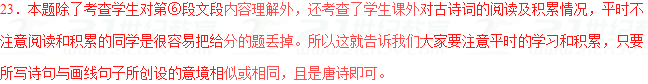 23．本题除了考查学生对第⑥段文段内容理解外，还考查了学生课外对古诗词的阅读及积累情况，平时不
注意阅读和积累的同学是很容易把给分的题丢掉。所以这就告诉我们大家要注意平时的学习和积累，只要
所写诗句与画线句子所创设的意境相似或相同，且是唐诗即可。